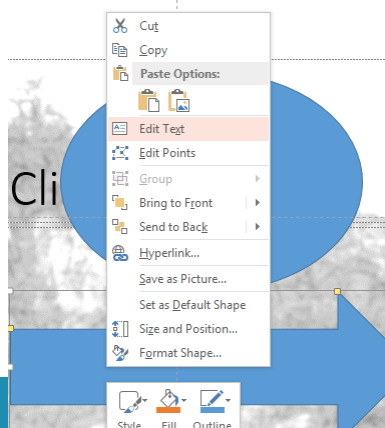 Cut
Copy
Paste Options:
Edit Text
Cli
Edit Points
Group
Bring to Front
Send to Back
Hyperlink...
Save as Picture...
Set as Default Shape
Size and Position...
Format Shape...
Style Fill Outline